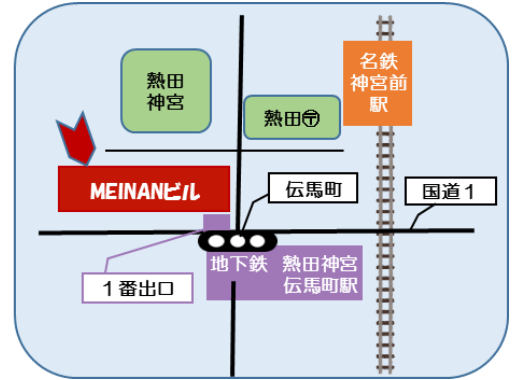 名鉄
神宮前
駅
熱田
神宮
熱田〶
MEINANビル
伝馬町
国道1
地下鉄 熱田神宮
伝馬町駅
1番出口